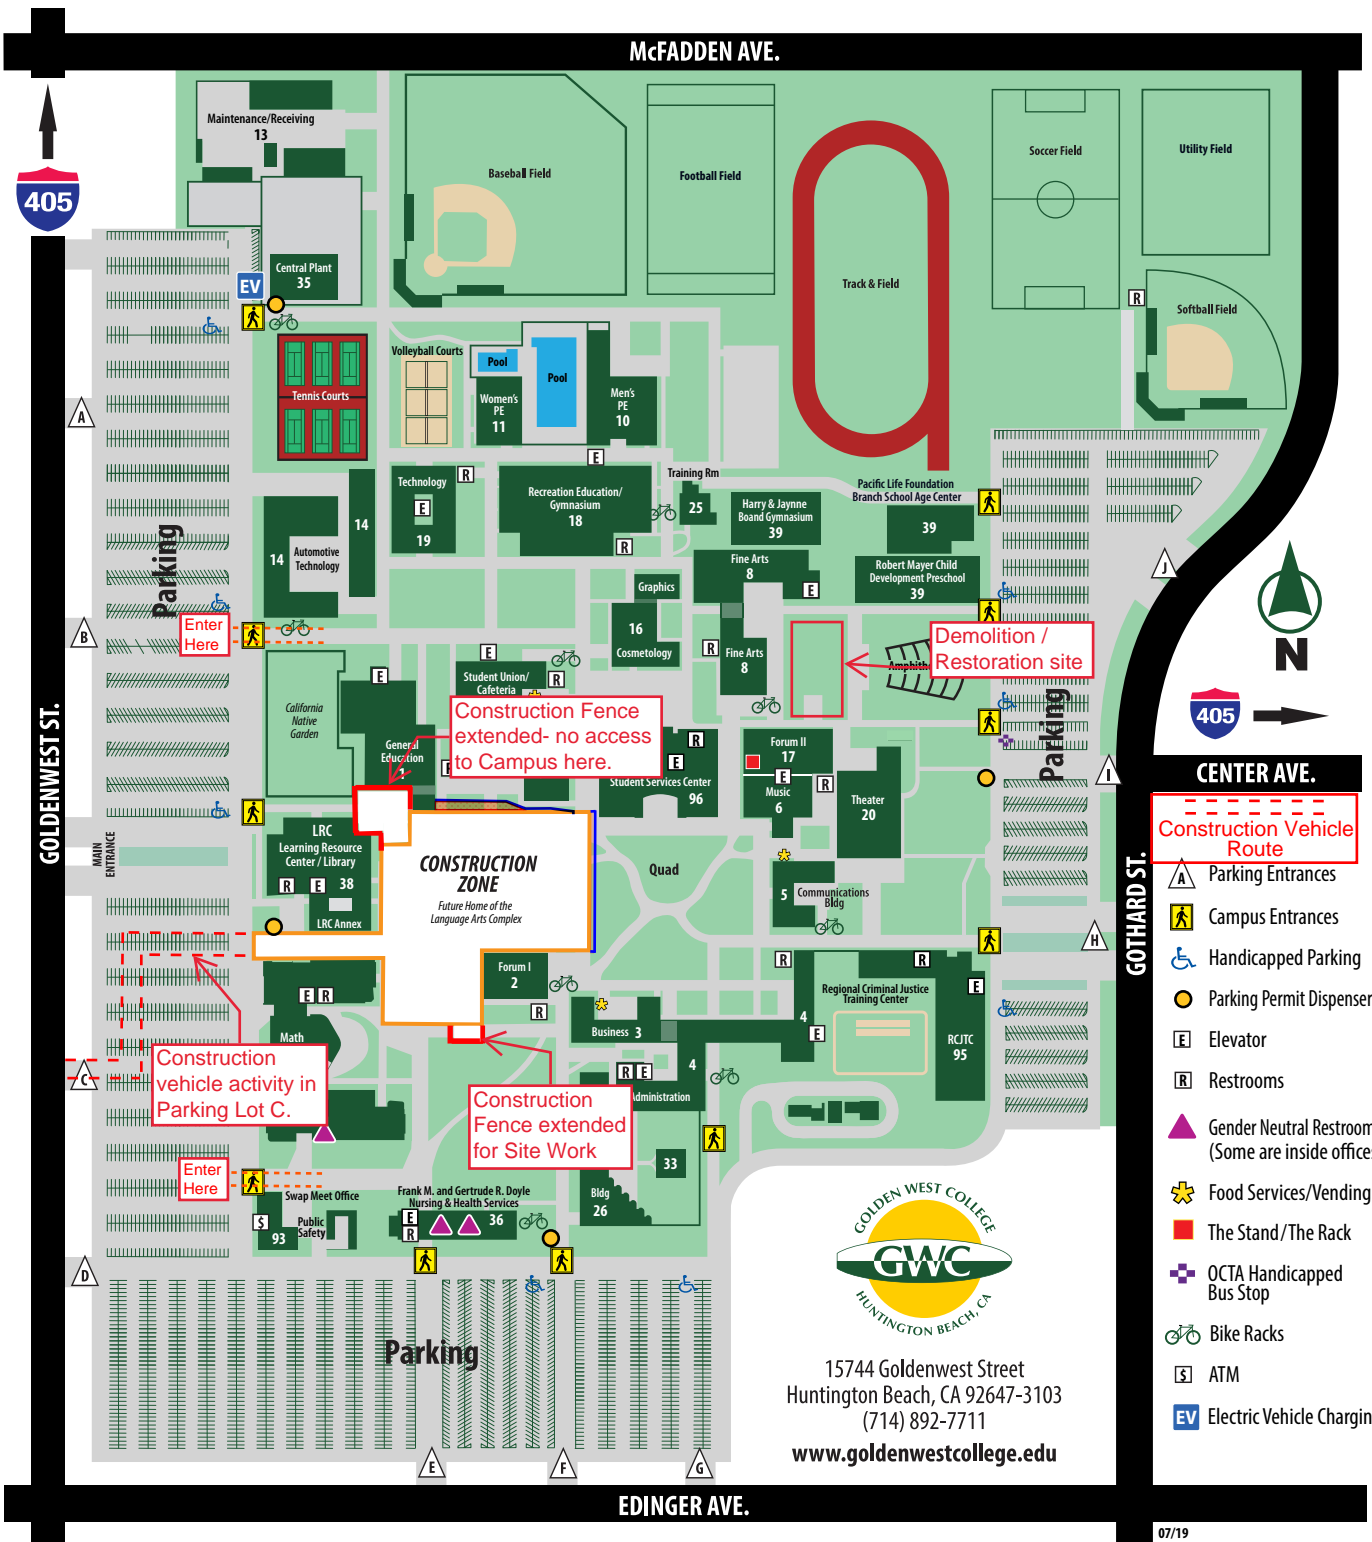 McFADDEN AVE.
405
Maintenance/Receiving
13
Baseball Field
Football Field
Track & Field
Soccer Field
Utility Field
Softball Field
R
Central Plant
35
EV
Tennis Courts
Volleyball Courts
Pool
Pool
Women's
PE
11
Men's
PE
10
A
E
Training Rm
25
Technology
E
19
R
Recreation Education/
Gymnasium
18
R
Harry & Jaynne
Boand Gymnasium
39
Pacific Life Foundation
Branch School Age Center
39
Robert Mayer Child
Development Preschool
39
14
14
Automotive
Technology
Parking
Fine Arts
8
E
Graphics
16
Cosmetology
R
Fine Arts
8
J
N
405
B
Enter
Here
Demolition /
Restoration site
Parking
California
Native
Garden
E
General
Education
E
Student Union/
Cafeteria
R
Construction Fence
extended- no access
to Campus here.
R
E
Student Services Center
96
Forum II
17
E
R
Music
6
Theater
20
I
CENTER AVE.
GOLDENWEST ST.
MAIN
ENTRANCE
LRC
Learning Resource
Center / Library
R
E
38
LRC Annex
CONSTRUCTION
ZONE
Future Home of the
Language Arts Complex
Quad
5
Communications
Bldg
H
GOTHARD ST.
Construction Vehicle
Route
A
Parking Entrances
Campus Entrances
Handicapped Parking
Parking Permit Dispenser
E
Elevator
R
Restrooms
Gender Neutral Restroom
(Some are inside office
Food Services/Vending
The Stand/The Rack
OCTA Handicapped
Bus Stop
Bike Racks
$
ATM
EV
Electric Vehicle Chargin
E
R
Math
Forum I
2
R
Business 3
4
4
R
E
Administration
R
E
R
E
Regional Criminal Justice
Training Center
RCJTC
95
C
Construction
vehicle activity in
Parking Lot C.
Construction
Fence extended
for Site Work
33
Bldg
26
Enter
Here
Swap Meet Office
$
93
Public
Safety
Frank M. and Gertrude R. Doyle
Nursing & Health Services
E
R
36
D
Parking
E
F
G
GOLDEN WEST COLLEGE
GWC
HUNTINGTON BEACH, CA
15744 Goldenwest Street
Huntington Beach, CA 92647-3103
(714) 892-7711
www.goldenwestcollege.edu
EDINGER AVE.
07/19